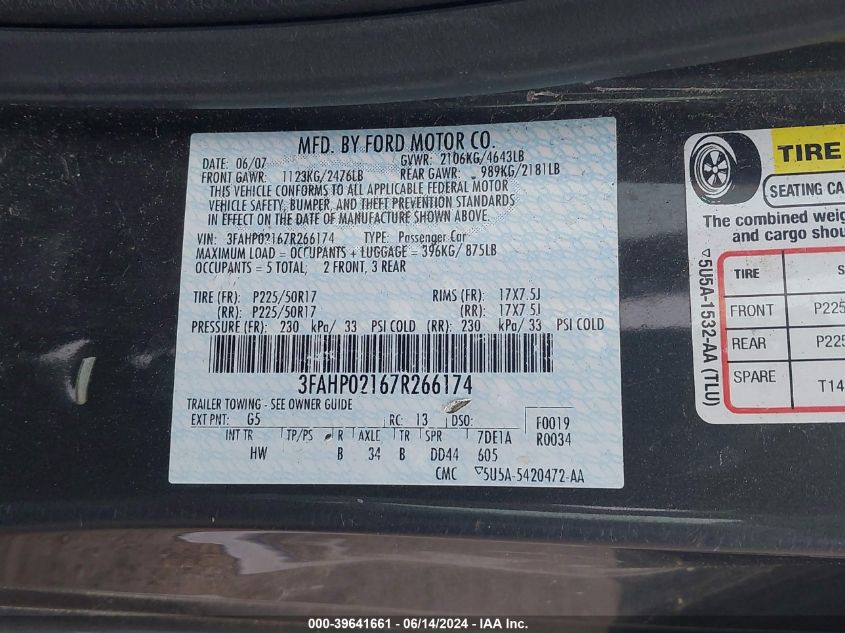 MFD. BY FORD MOTOR CO.
DATE: 06/07 GVWR: 2106KG/4643LB
FRONT GAWR: 1123KG/2476LB REAR GAWR: 989KG/2181LB
THIS VEHICLE CONFORMS TO ALL APPLICABLE FEDERAL MOTOR
VEHICLE SAFETY, BUMPER, AND THEFT PREVENTION STANDARDS
IN EFFECT ON THE DATE OF MANUFACTURE SHOWN ABOVE.
VIN: 3FAHP02167R266174 TYPE: Passenger Car
MAXIMUM LOAD = OCCUPANTS + LUGGAGE = 396KG/ 875LB
OCCUPANTS = 5 TOTAL, 2 FRONT, 3 REAR
TIRE (FR): P225/50R17 RIMS (FR): 17X7.5J
(RR): P225/50R17 (RR): 17X7.5J
PRESSURE (FR): 230 kPa/ 33 PSI COLD (RR): 230 kPa/ 33 PSI COLD
3FAHP02167R266174
TRAILER TOWING - SEE OWNER GUIDE
EXT PNT: G5 RC: 13 DSO: F0019
INT TR TP/PS R AXLE TR SPR 7DE1A R0034
HW B 34 B DD44 605
CMC ▽5U5A-5420472-AA
TIRE
SEATING CA
The combined weig
and cargo shou
TIRE S
FRONT P225
REAR P225
SPARE T14
▽5U5A-1532-AA (TLU)
000-39641661 - 06/14/2024 - IAA Inc.